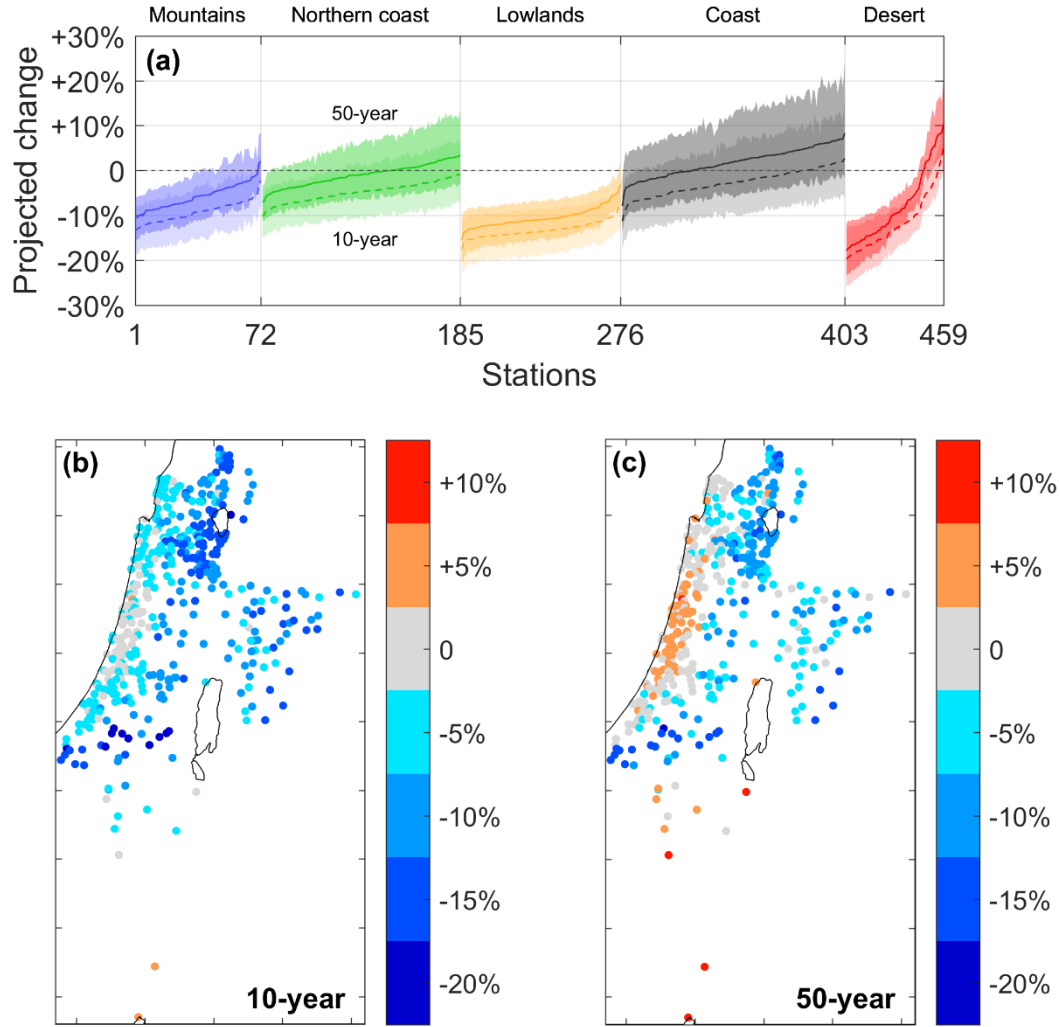 Mountains Northern coast Lowlands Coast Desert
+30%
(a)
+20%
50-year
+10%
0
-10%
10-year
-20%
-30%
Projected change
1 72 185 276 403 459
Stations
(b)
+10%
+5%
0
-5%
-10%
-15%
-20%
10-year
(c)
+10%
+5%
0
-5%
-10%
-15%
-20%
50-year